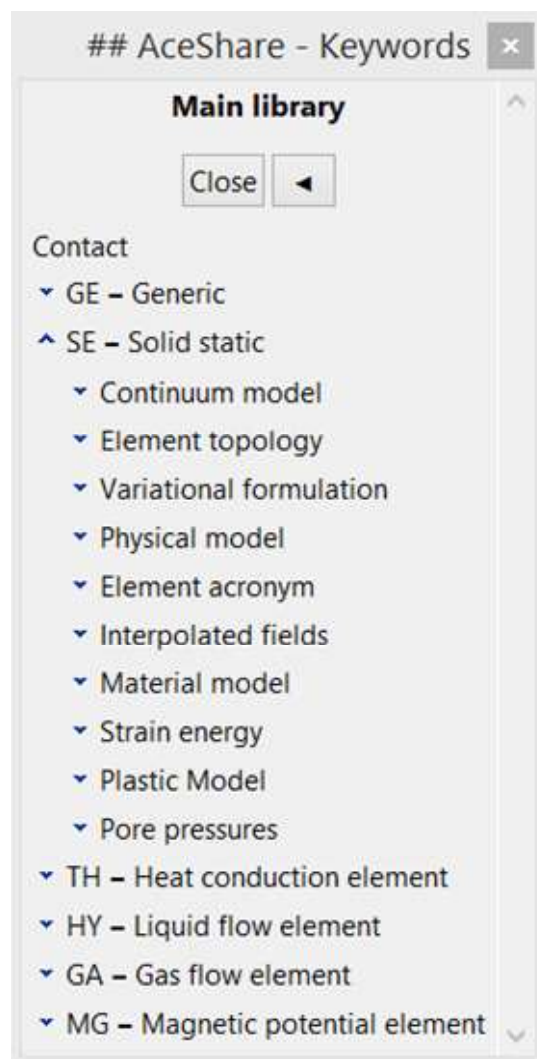 ## AceShare - Keywords
Main library
Close
Contact
GE – Generic
SE – Solid static
Continuum model
Element topology
Variational formulation
Physical model
Element acronym
Interpolated fields
Material model
Strain energy
Plastic Model
Pore pressures
TH – Heat conduction element
HY – Liquid flow element
GA – Gas flow element
MG – Magnetic potential element